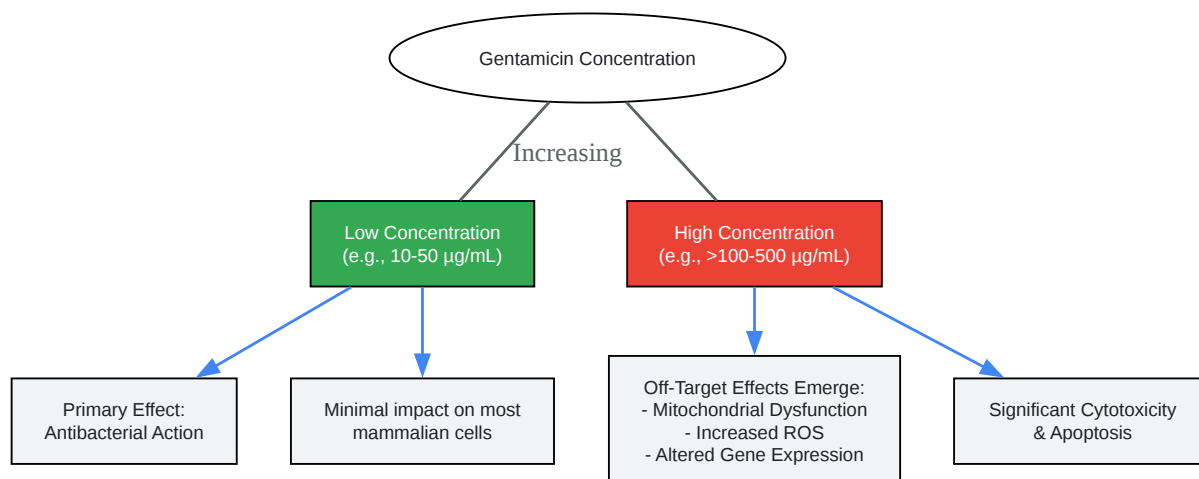 Gentamicin Concentration
Increasing
Low Concentration
(e.g., 10-50 µg/mL)
High Concentration
(e.g., >100-500 µg/mL)
Primary Effect:
Antibacterial Action
Minimal impact on most
mammalian cells
Off-Target Effects Emerge:
- Mitochondrial Dysfunction
- Increased ROS
- Altered Gene Expression
Significant Cytotoxicity
& Apoptosis